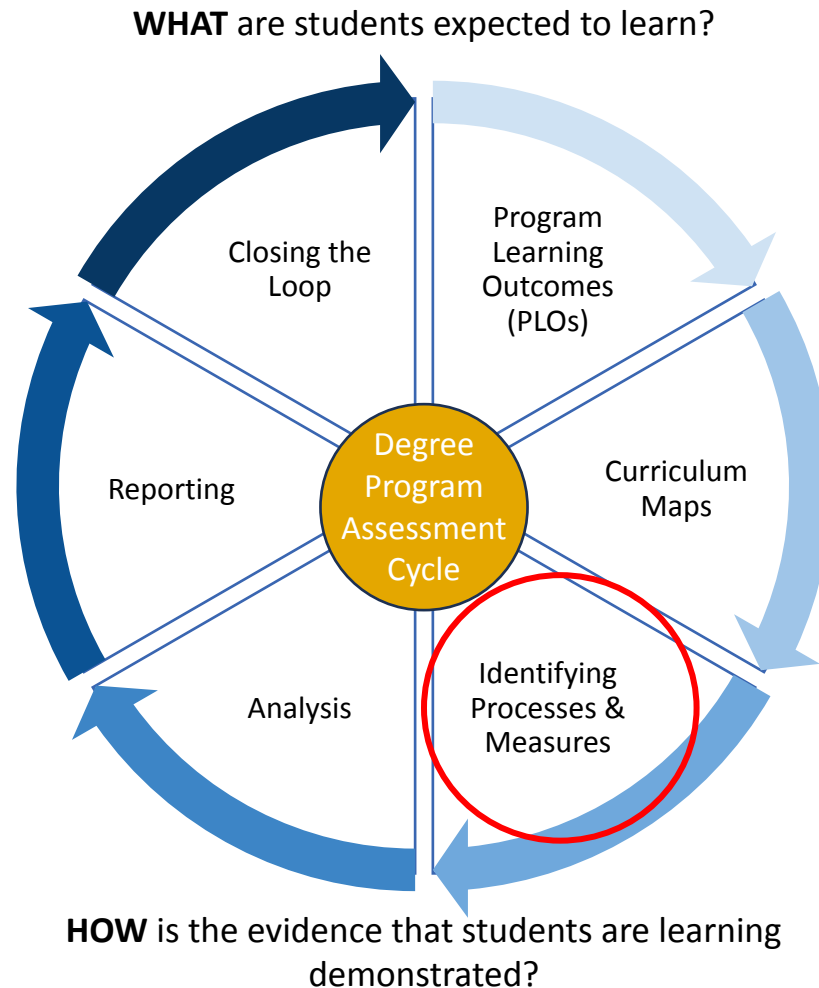 WHAT are students expected to learn?
Program
Learning
Outcomes
(PLOs)
Curriculum
Maps
Identifying
Processes &
Measures
Analysis
Reporting
Closing the
Loop
Degree
Program
Assessment
Cycle
HOW is the evidence that students are learning
demonstrated?